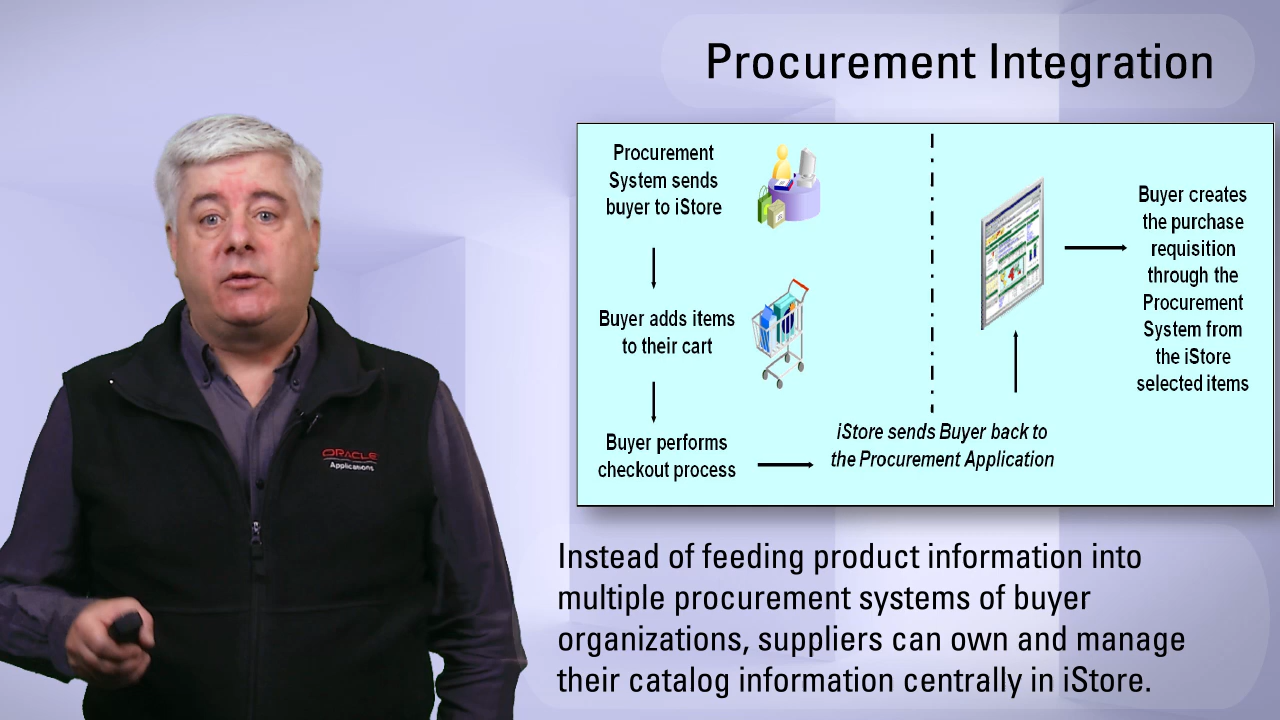 Procurement Integration
Procurement
System sends
buyer to iStore
Buyer adds items
to their cart
Buyer performs
checkout process
iStore sends Buyer back to
the Procurement Application
Buyer creates
the purchase
requisition
through the
Procurement
System from
the iStore
selected items
ORACLE
Applications
Instead of feeding product information into
multiple procurement systems of buyer
organizations, suppliers can own and manage
their catalog information centrally in iStore.